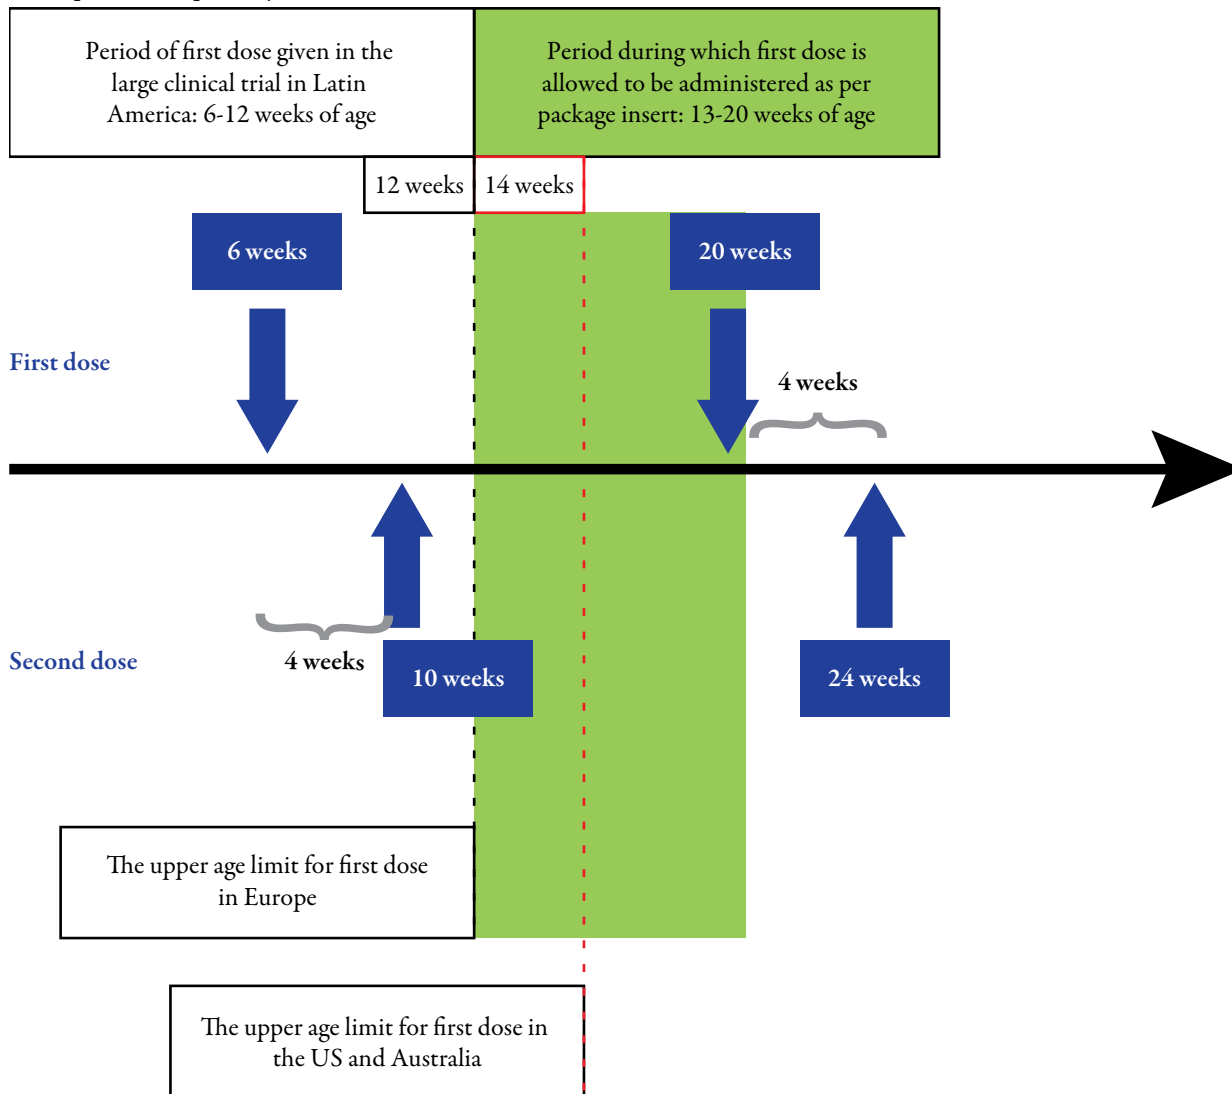 Period of first dose given in the
large clinical trial in Latin
America: 6-12 weeks of age
Period during which first dose is
allowed to be administered as per
package insert: 13-20 weeks of age
12 weeks
14 weeks
6 weeks
20 weeks
First dose
4 weeks
Second dose
4 weeks
10 weeks
24 weeks
The upper age limit for first dose
in Europe
The upper age limit for first dose in
the US and Australia